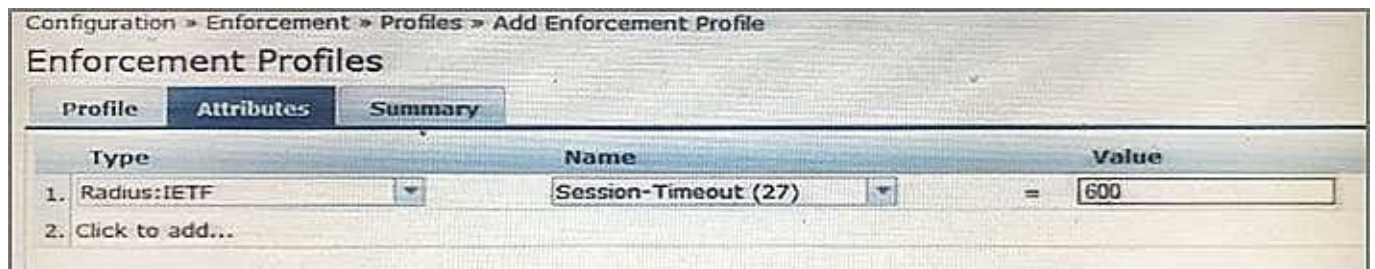 Configuration » Enforcement » Profiles » Add Enforcement Profile
Enforcement Profiles
Profile Attributes Summary
Type Name Value
1. Radius:IETF Session-Timeout (27) = 600
2. Click to add...